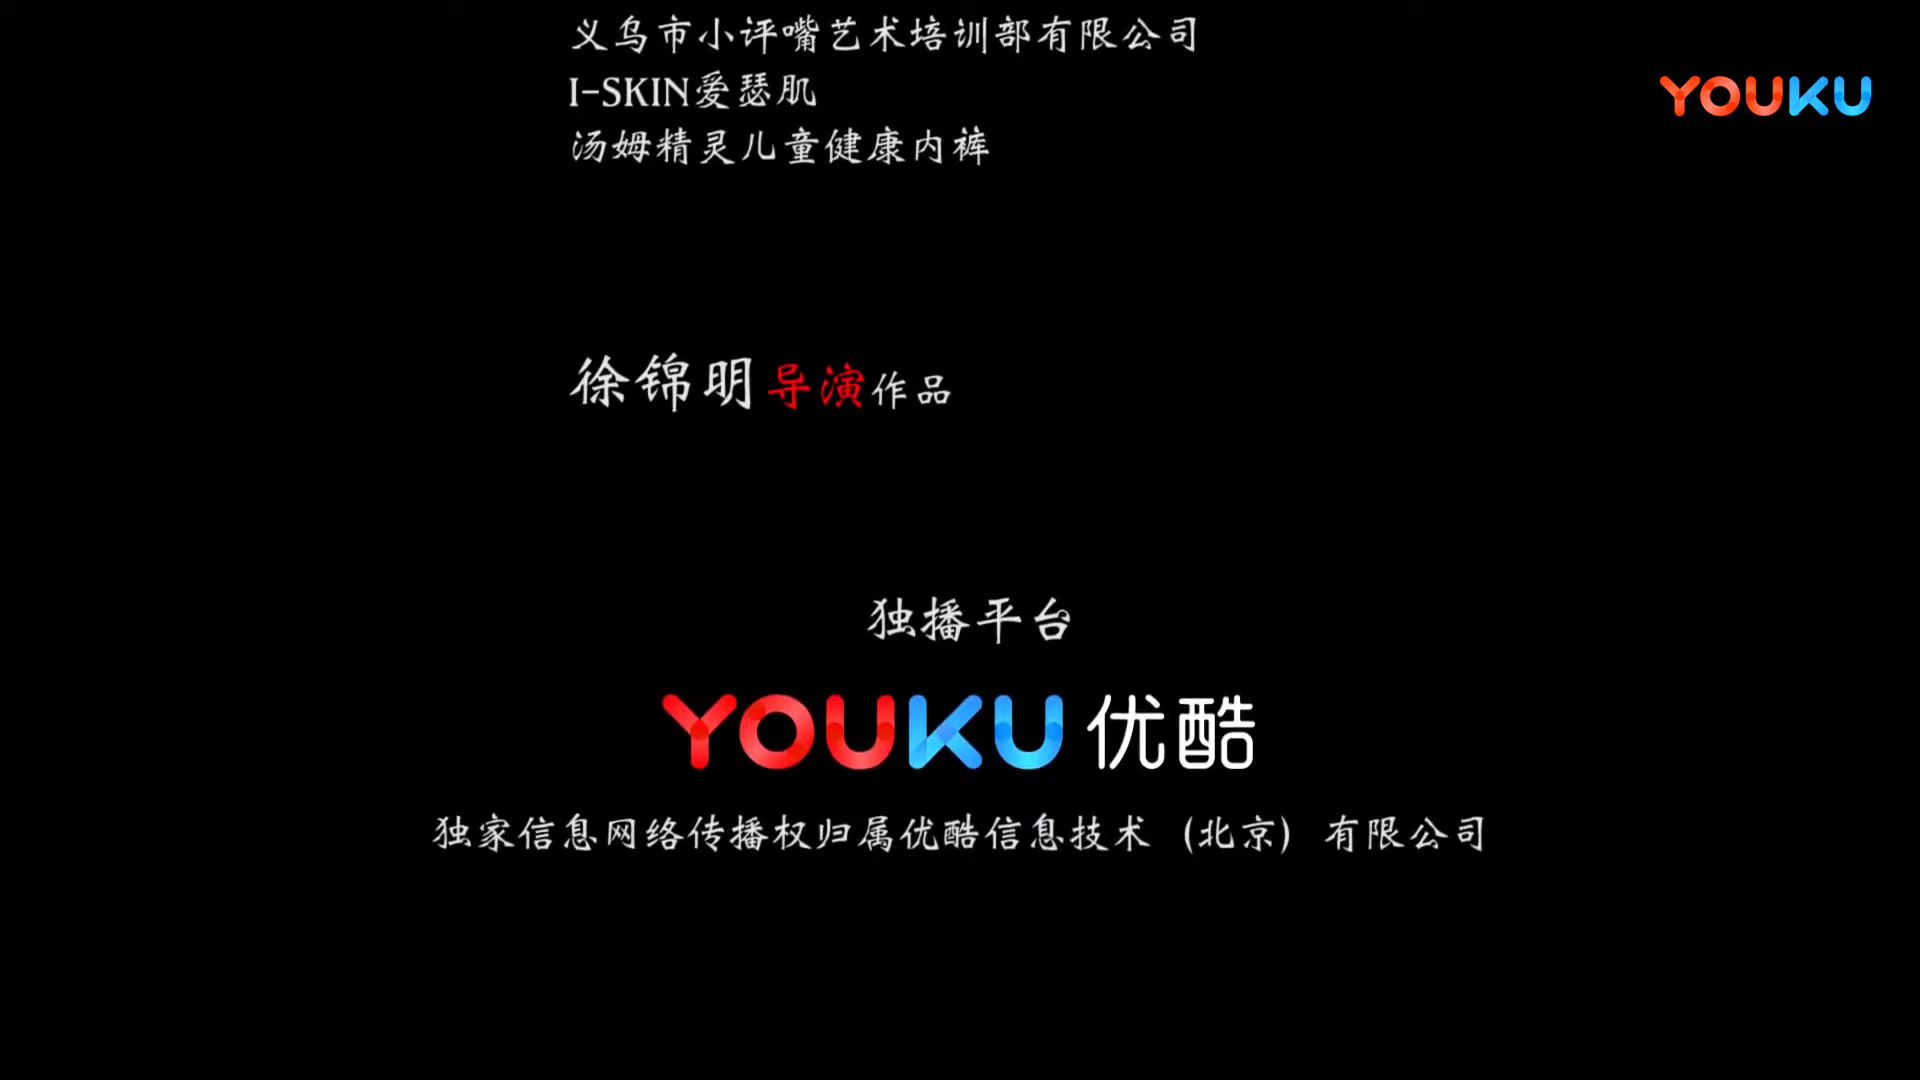 义乌市小评嘴艺术培训部有限公司
YOUKU
I-SKIN爱瑟肌
汤姆精灵儿童健康内裤
徐锦明导演作品
独播平台
YOUKU优酷
独家信息网络传播权归属优酷信息技术（北京）有限公司